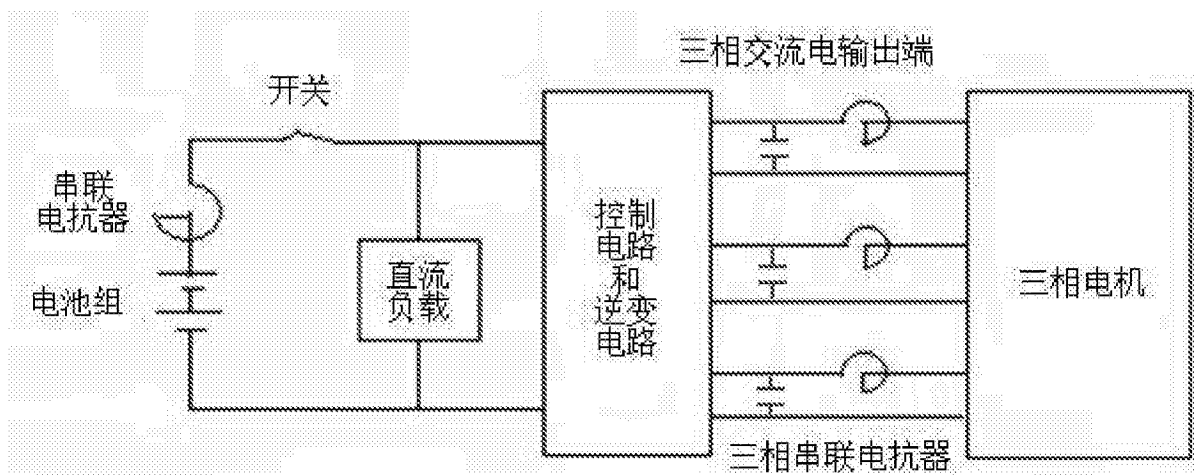 三相交流电输出端
开关
串联
电抗器
电池组
直流
负载
控制
电路
和
逆变
电路
三相电机
三相串联电抗器